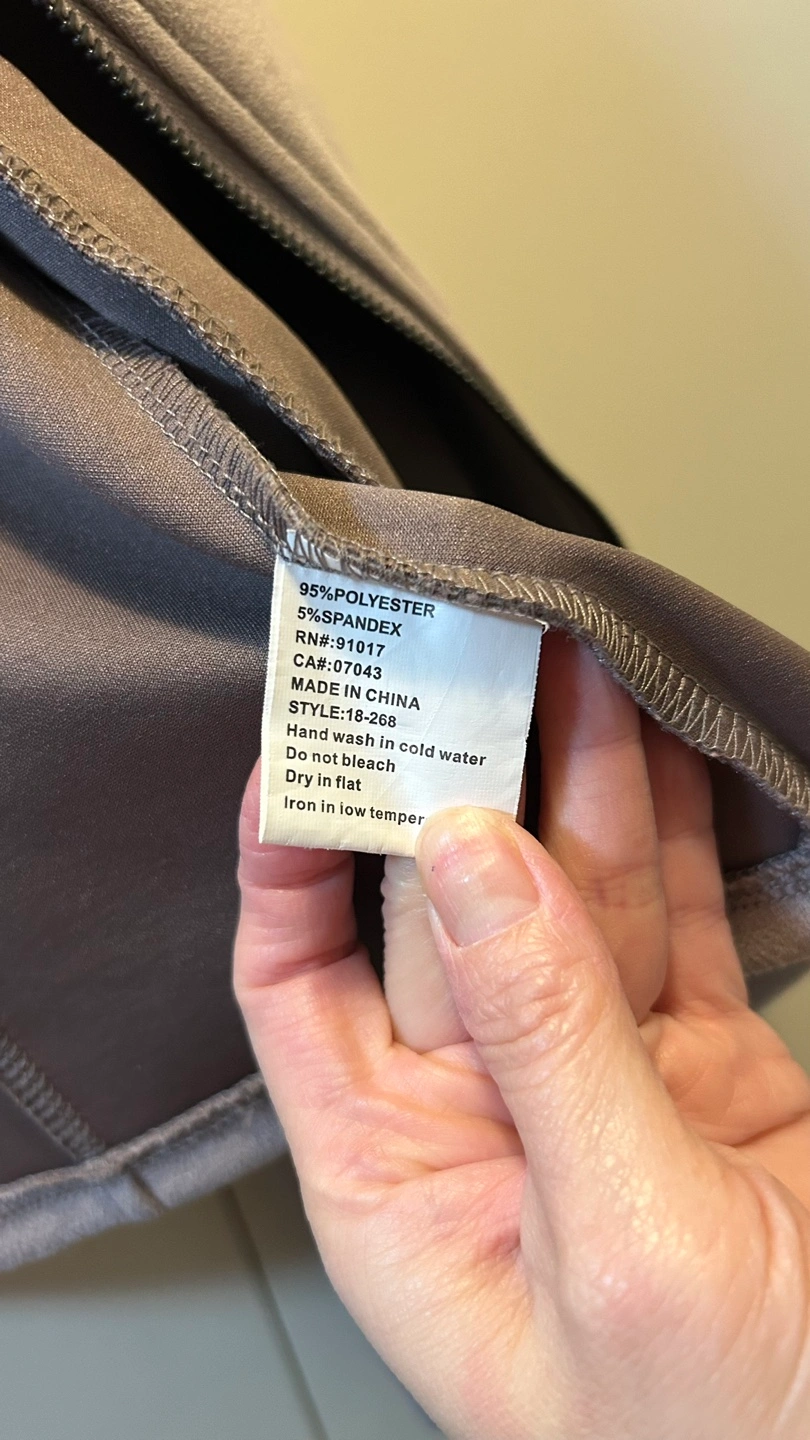 95%POLYESTER
5%SPANDEX
RN#:91017
CA#:07043
MADE IN CHINA
STYLE:18-268
Hand wash in cold water
Do not bleach
Dry in flat
Iron in iow temper